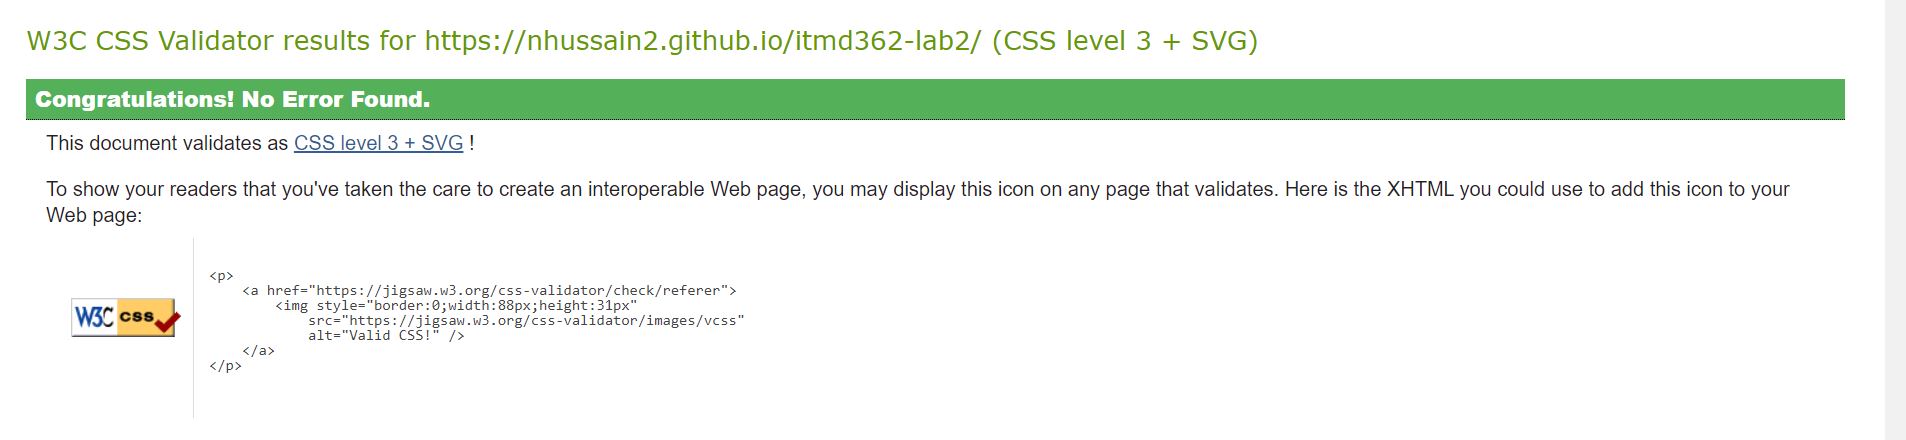 W3C CSS Validator results for https://nhussain2.github.io/itmd362-lab2/ (CSS level 3 + SVG)
Congratulations! No Error Found.
This document validates as CSS level 3 + SVG !
To show your readers that you've taken the care to create an interoperable Web page, you may display this icon on any page that validates. Here is the XHTML you could use to add this icon to your
Web page:
W3C css
<p>
    <a href="https://jigsaw.w3.org/css-validator/check/referer">
        <img style="border:0;width:88px;height:31px"
            src="https://jigsaw.w3.org/css-validator/images/vcss"
            alt="Valid CSS!" />
    </a>
</p>